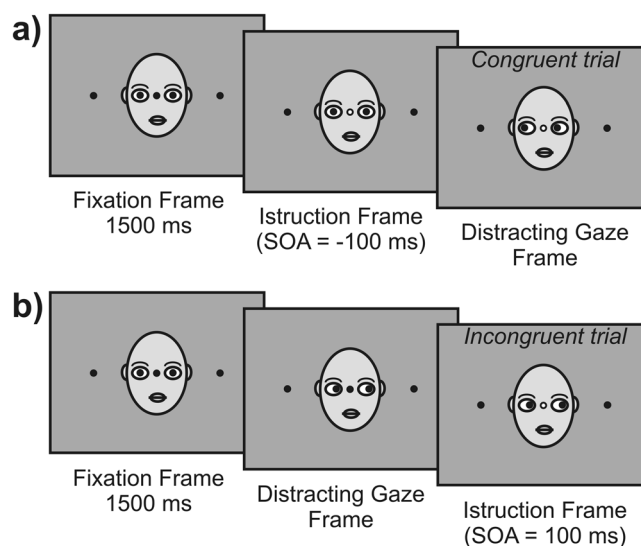 a)
Congruent trial
Fixation Frame
1500 ms
Istruction Frame
(SOA = -100 ms)
Distracting Gaze
Frame
b)
Incongruent trial
Fixation Frame
1500 ms
Distracting Gaze
Frame
Istruction Frame
(SOA = 100 ms)